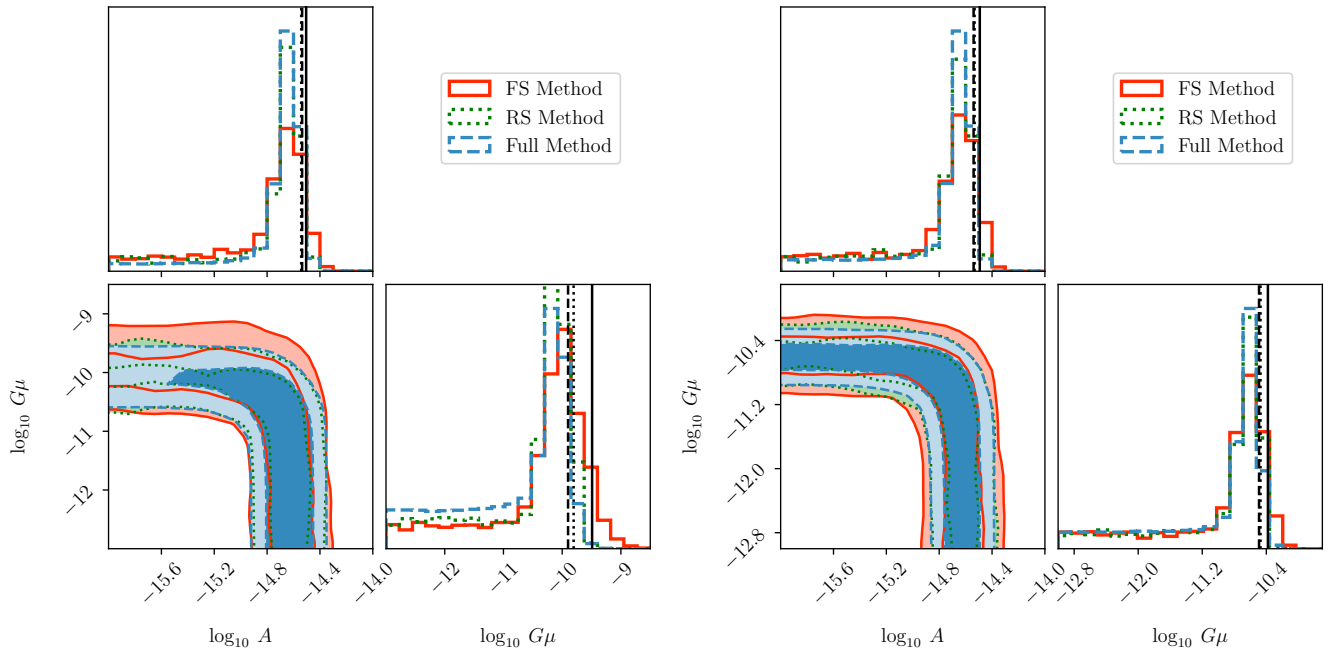 FS Method
RS Method
Full Method
FS Method
RS Method
Full Method
−9
−10
−11
−12
log₁₀ Gμ
−15.6
−15.2
−14.8
−14.4
−14.0
log₁₀ A
−12
−11
−10
−9
log₁₀ Gμ
−10.4
−11.2
−12.0
−12.8
log₁₀ Gμ
−15.6
−15.2
−14.8
−14.4
−14.0
log₁₀ A
−12.8
−12.0
−11.2
−10.4
log₁₀ Gμ